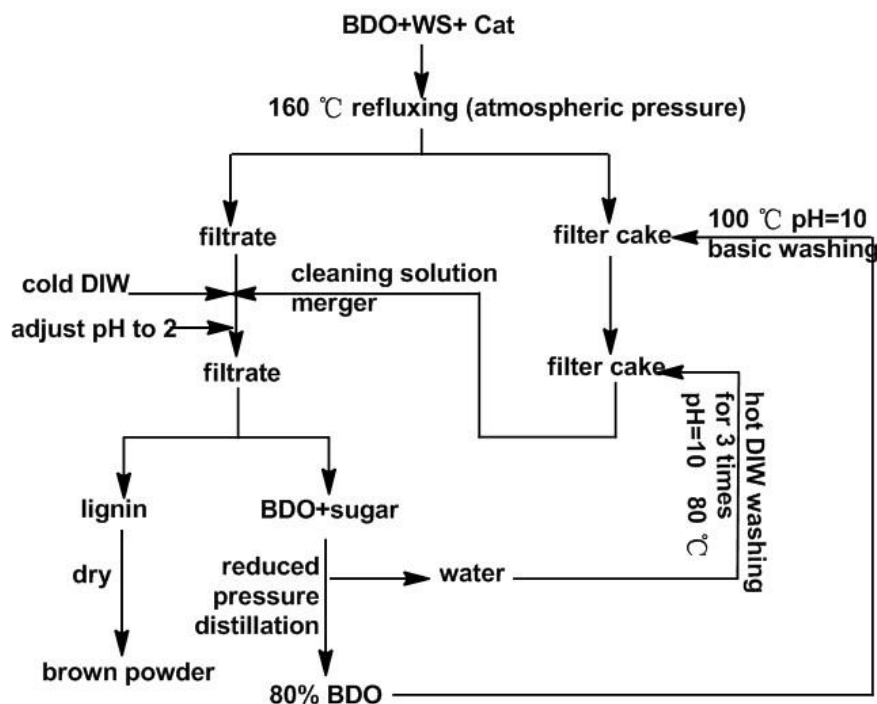 BDO+WS+ Cat
160 ℃ refluxing (atmospheric pressure)
filtrate
filter cake
100 ℃ pH=10
basic washing
cold DIW
cleaning solution
merger
adjust pH to 2
filtrate
filter cake
hot DIW washing
for 3 times
pH=10 80 ℃
lignin
BDO+sugar
dry
reduced
pressure
distillation
water
brown powder
80% BDO